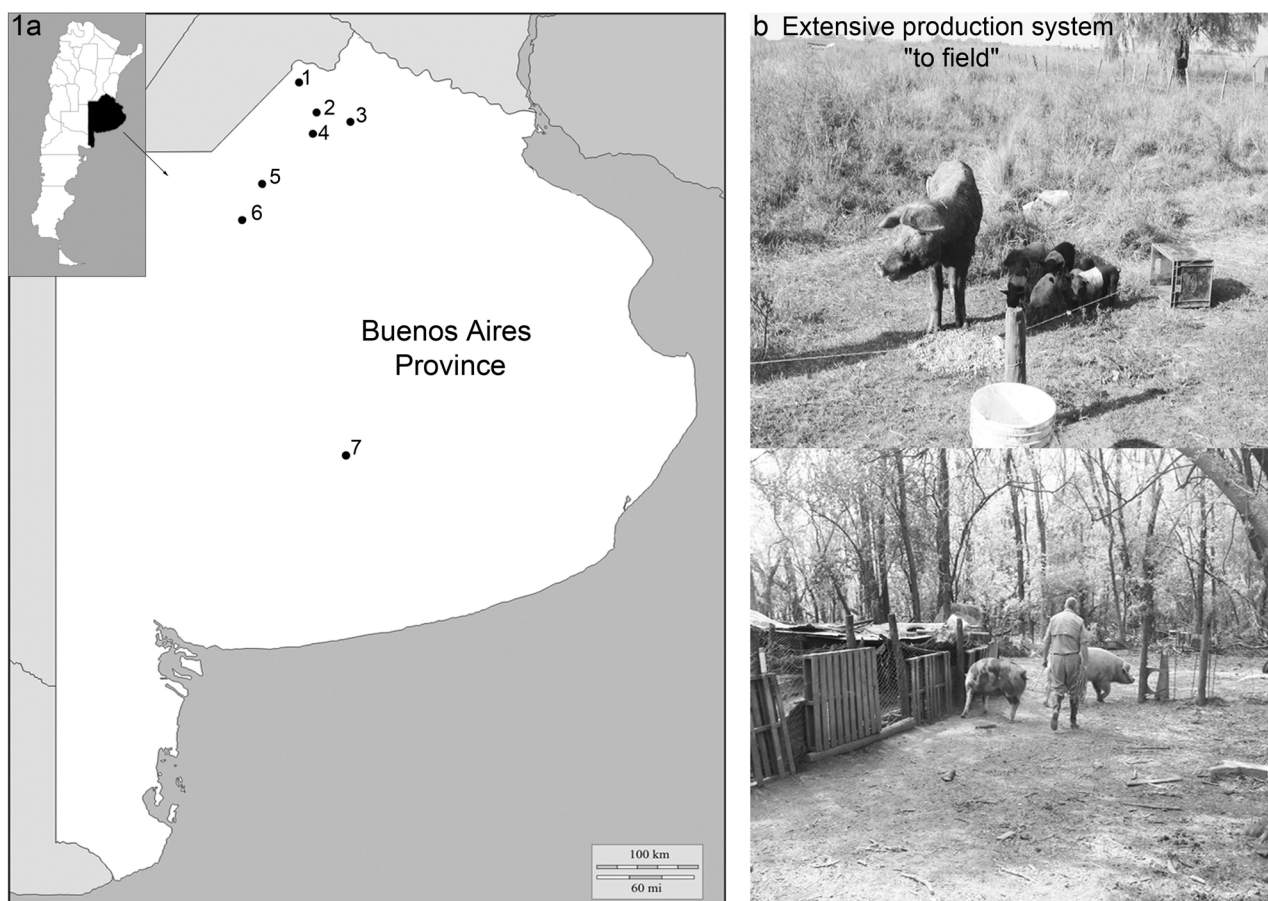 1a
1
2
3
4
5
6
Buenos Aires
Province
7
100 km
60 mi
b Extensive production system
"to field"